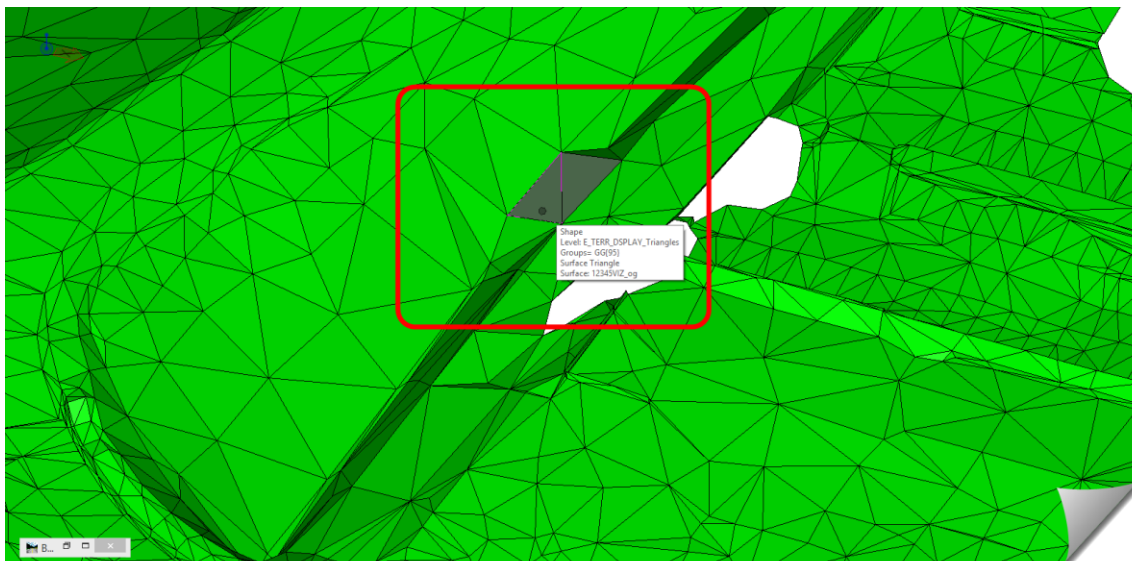 Shape
Level: E_TERR_DSPLAY_Triangles
Groups= GG(95)
Surface Triangle
Surface: 12345VIZ_og
B...